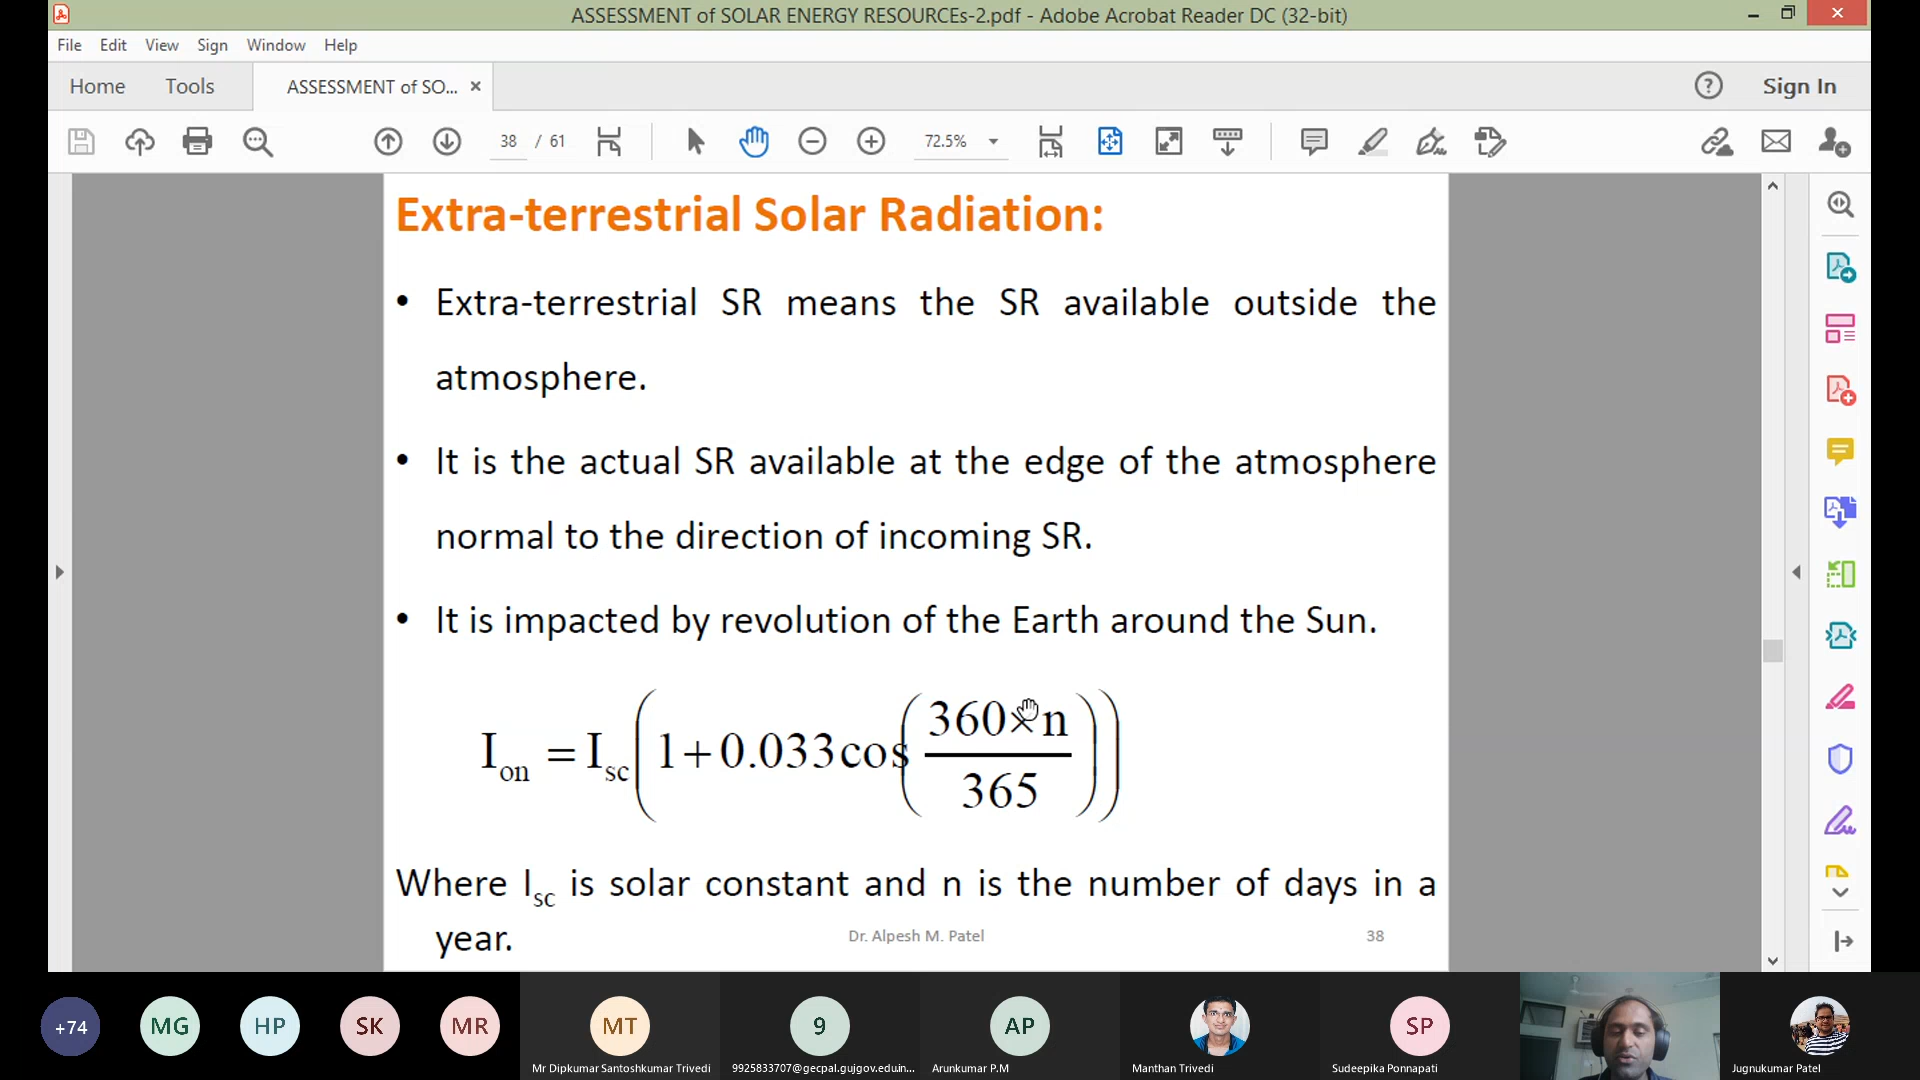 ASSESSMENT of SOLAR ENERGY RESOURCEs-2.pdf - Adobe Acrobat Reader DC (32-bit)
File Edit View Sign Window Help
Home Tools ASSESSMENT of SO... × Sign In
38 / 61 72.5%
Extra-terrestrial Solar Radiation:
• Extra-terrestrial SR means the SR available outside the
atmosphere.
• It is the actual SR available at the edge of the atmosphere
normal to the direction of incoming SR.
• It is impacted by revolution of the Earth around the Sun.
I_on = I_sc(1+0.033cos(360×n/365))
Where I_sc is solar constant and n is the number of days in a
year.
Dr. Alpesh M. Patel 38
+74 MG HP SK MR MT 9 AP SP
Mr Dipkumar Santoshkumar Trivedi 9925833707@gecpal.gujgov.edu.in... Arunkumar P.M Manthan Trivedi Sudeepika Ponnapati Jugnukumar Patel